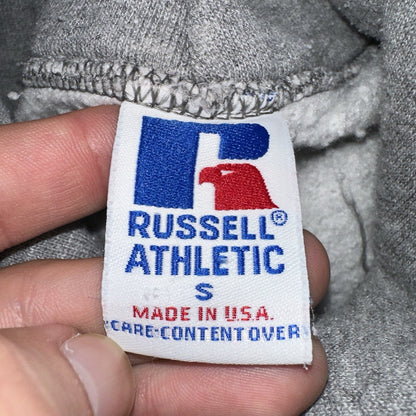 R
RUSSELL®
ATHLETIC
S
MADE IN U.S.A.
CARE-CONTENT OVER